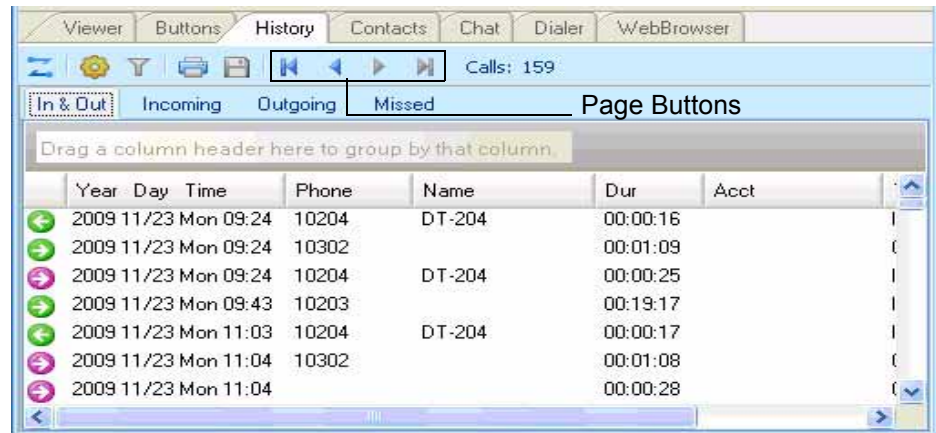 Viewer Buttons History Contacts Chat Dialer WebBrowser
Calls: 159
In & Out Incoming Outgoing Missed
Page Buttons
Drag a column header here to group by that column.
Year Day Time Phone Name Dur Acct
2009 11/23 Mon 09:24 10204 DT-204 00:00:16
2009 11/23 Mon 09:24 10302 00:01:09
2009 11/23 Mon 09:24 10204 DT-204 00:00:25
2009 11/23 Mon 09:43 10203 00:19:17
2009 11/23 Mon 11:03 10204 DT-204 00:00:17
2009 11/23 Mon 11:04 10302 00:01:08
2009 11/23 Mon 11:04 00:00:28